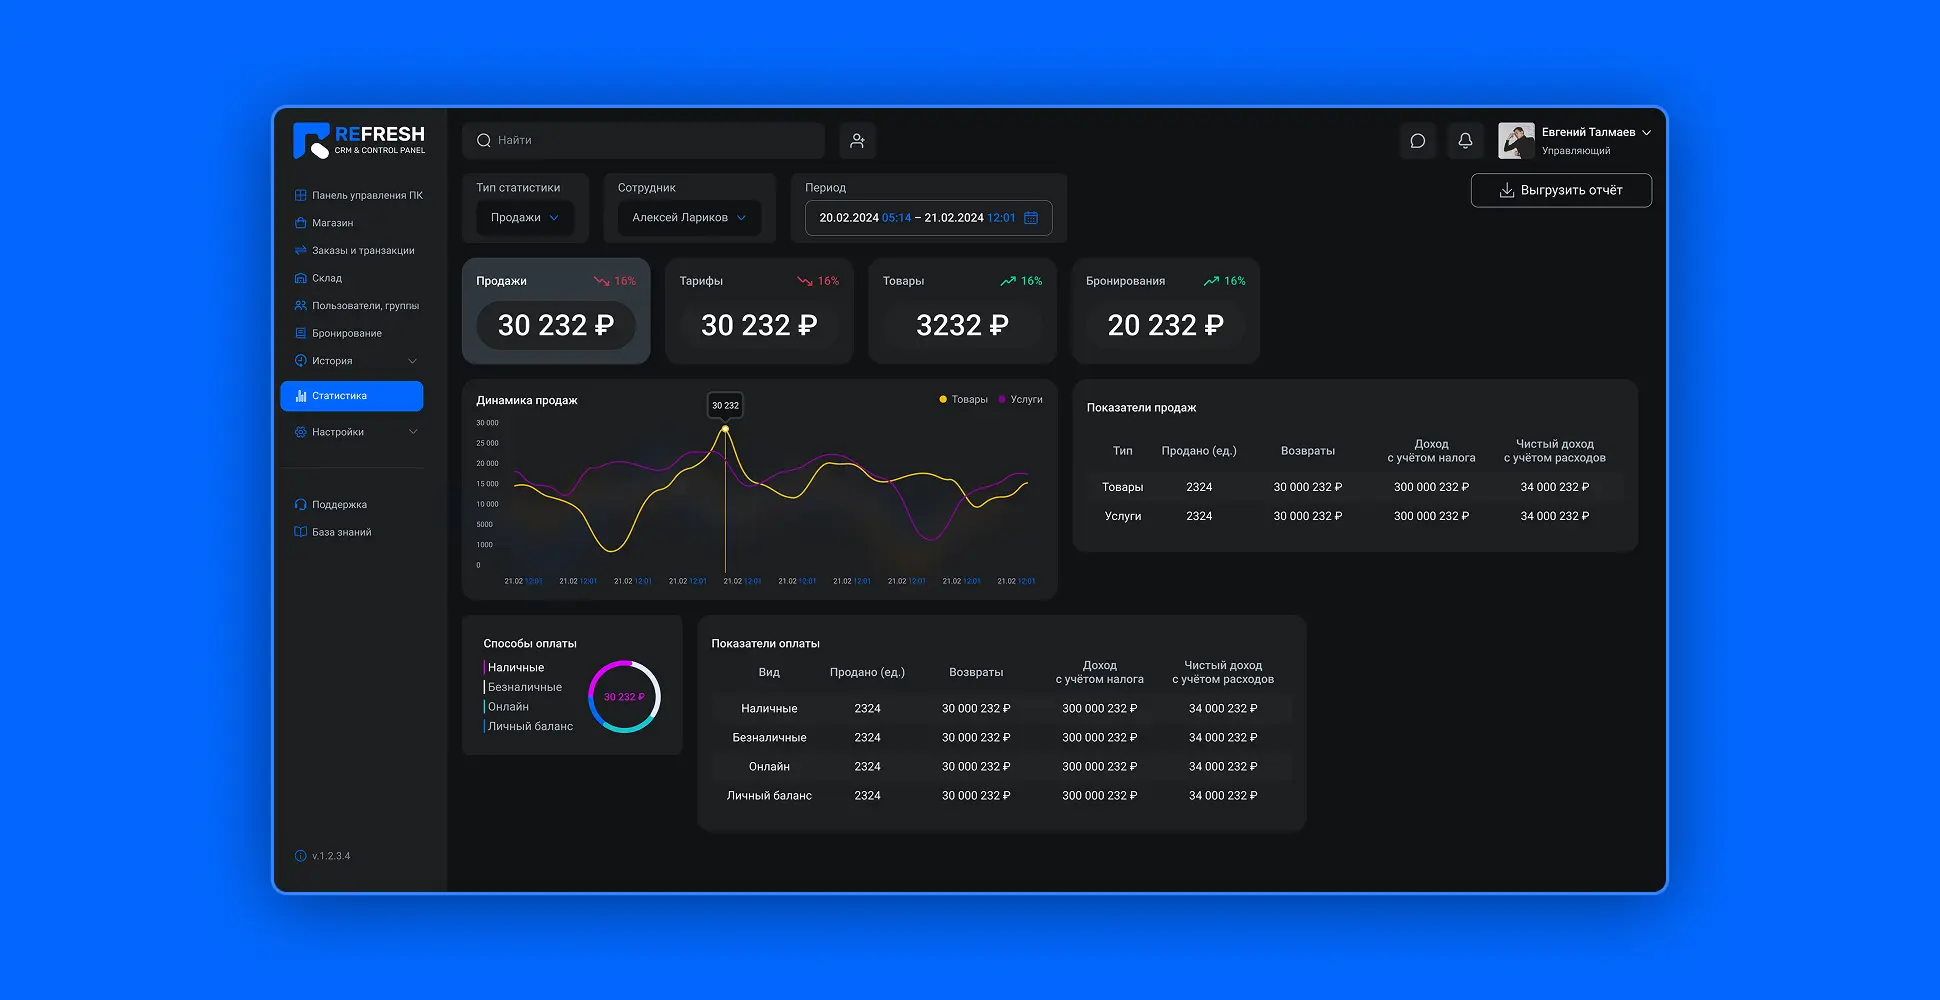 REFRESH
CRM & CONTROL PANEL
Панель управления ПК
Магазин
Заказы и транзакции
Склад
Пользователи, группы
Бронирование
История
Статистика
Настройки
Поддержка
База знаний
v.1.2.3.4
Найти
Евгений Талмаев
Управляющий
Тип статистики
Продажи
Сотрудник
Алексей Лариков
Период
20.02.2024 05:14 – 21.02.2024 12:01
Выгрузить отчёт
Продажи 16%
30 232 ₽
Тарифы 16%
30 232 ₽
Товары 16%
3232 ₽
Бронирования 16%
20 232 ₽
Динамика продаж
Товары Услуги
30 232
30 000
25 000
20 000
15 000
10 000
5000
1000
0
21.02 12:01 21.02 12:01 21.02 12:01 21.02 12:01 21.02 12:01 21.02 12:01 21.02 12:01 21.02 12:01 21.02 12:01 21.02 12:01
Показатели продаж
Тип Продано (ед.) Возвраты Доход с учётом налога Чистый доход с учётом расходов
Товары 2324 30 000 232 ₽ 300 000 232 ₽ 34 000 232 ₽
Услуги 2324 30 000 232 ₽ 300 000 232 ₽ 34 000 232 ₽
Способы оплаты
Наличные
Безналичные
Онлайн
Личный баланс
30 232 ₽
Показатели оплаты
Вид Продано (ед.) Возвраты Доход с учётом налога Чистый доход с учётом расходов
Наличные 2324 30 000 232 ₽ 300 000 232 ₽ 34 000 232 ₽
Безналичные 2324 30 000 232 ₽ 300 000 232 ₽ 34 000 232 ₽
Онлайн 2324 30 000 232 ₽ 300 000 232 ₽ 34 000 232 ₽
Личный баланс 2324 30 000 232 ₽ 300 000 232 ₽ 34 000 232 ₽